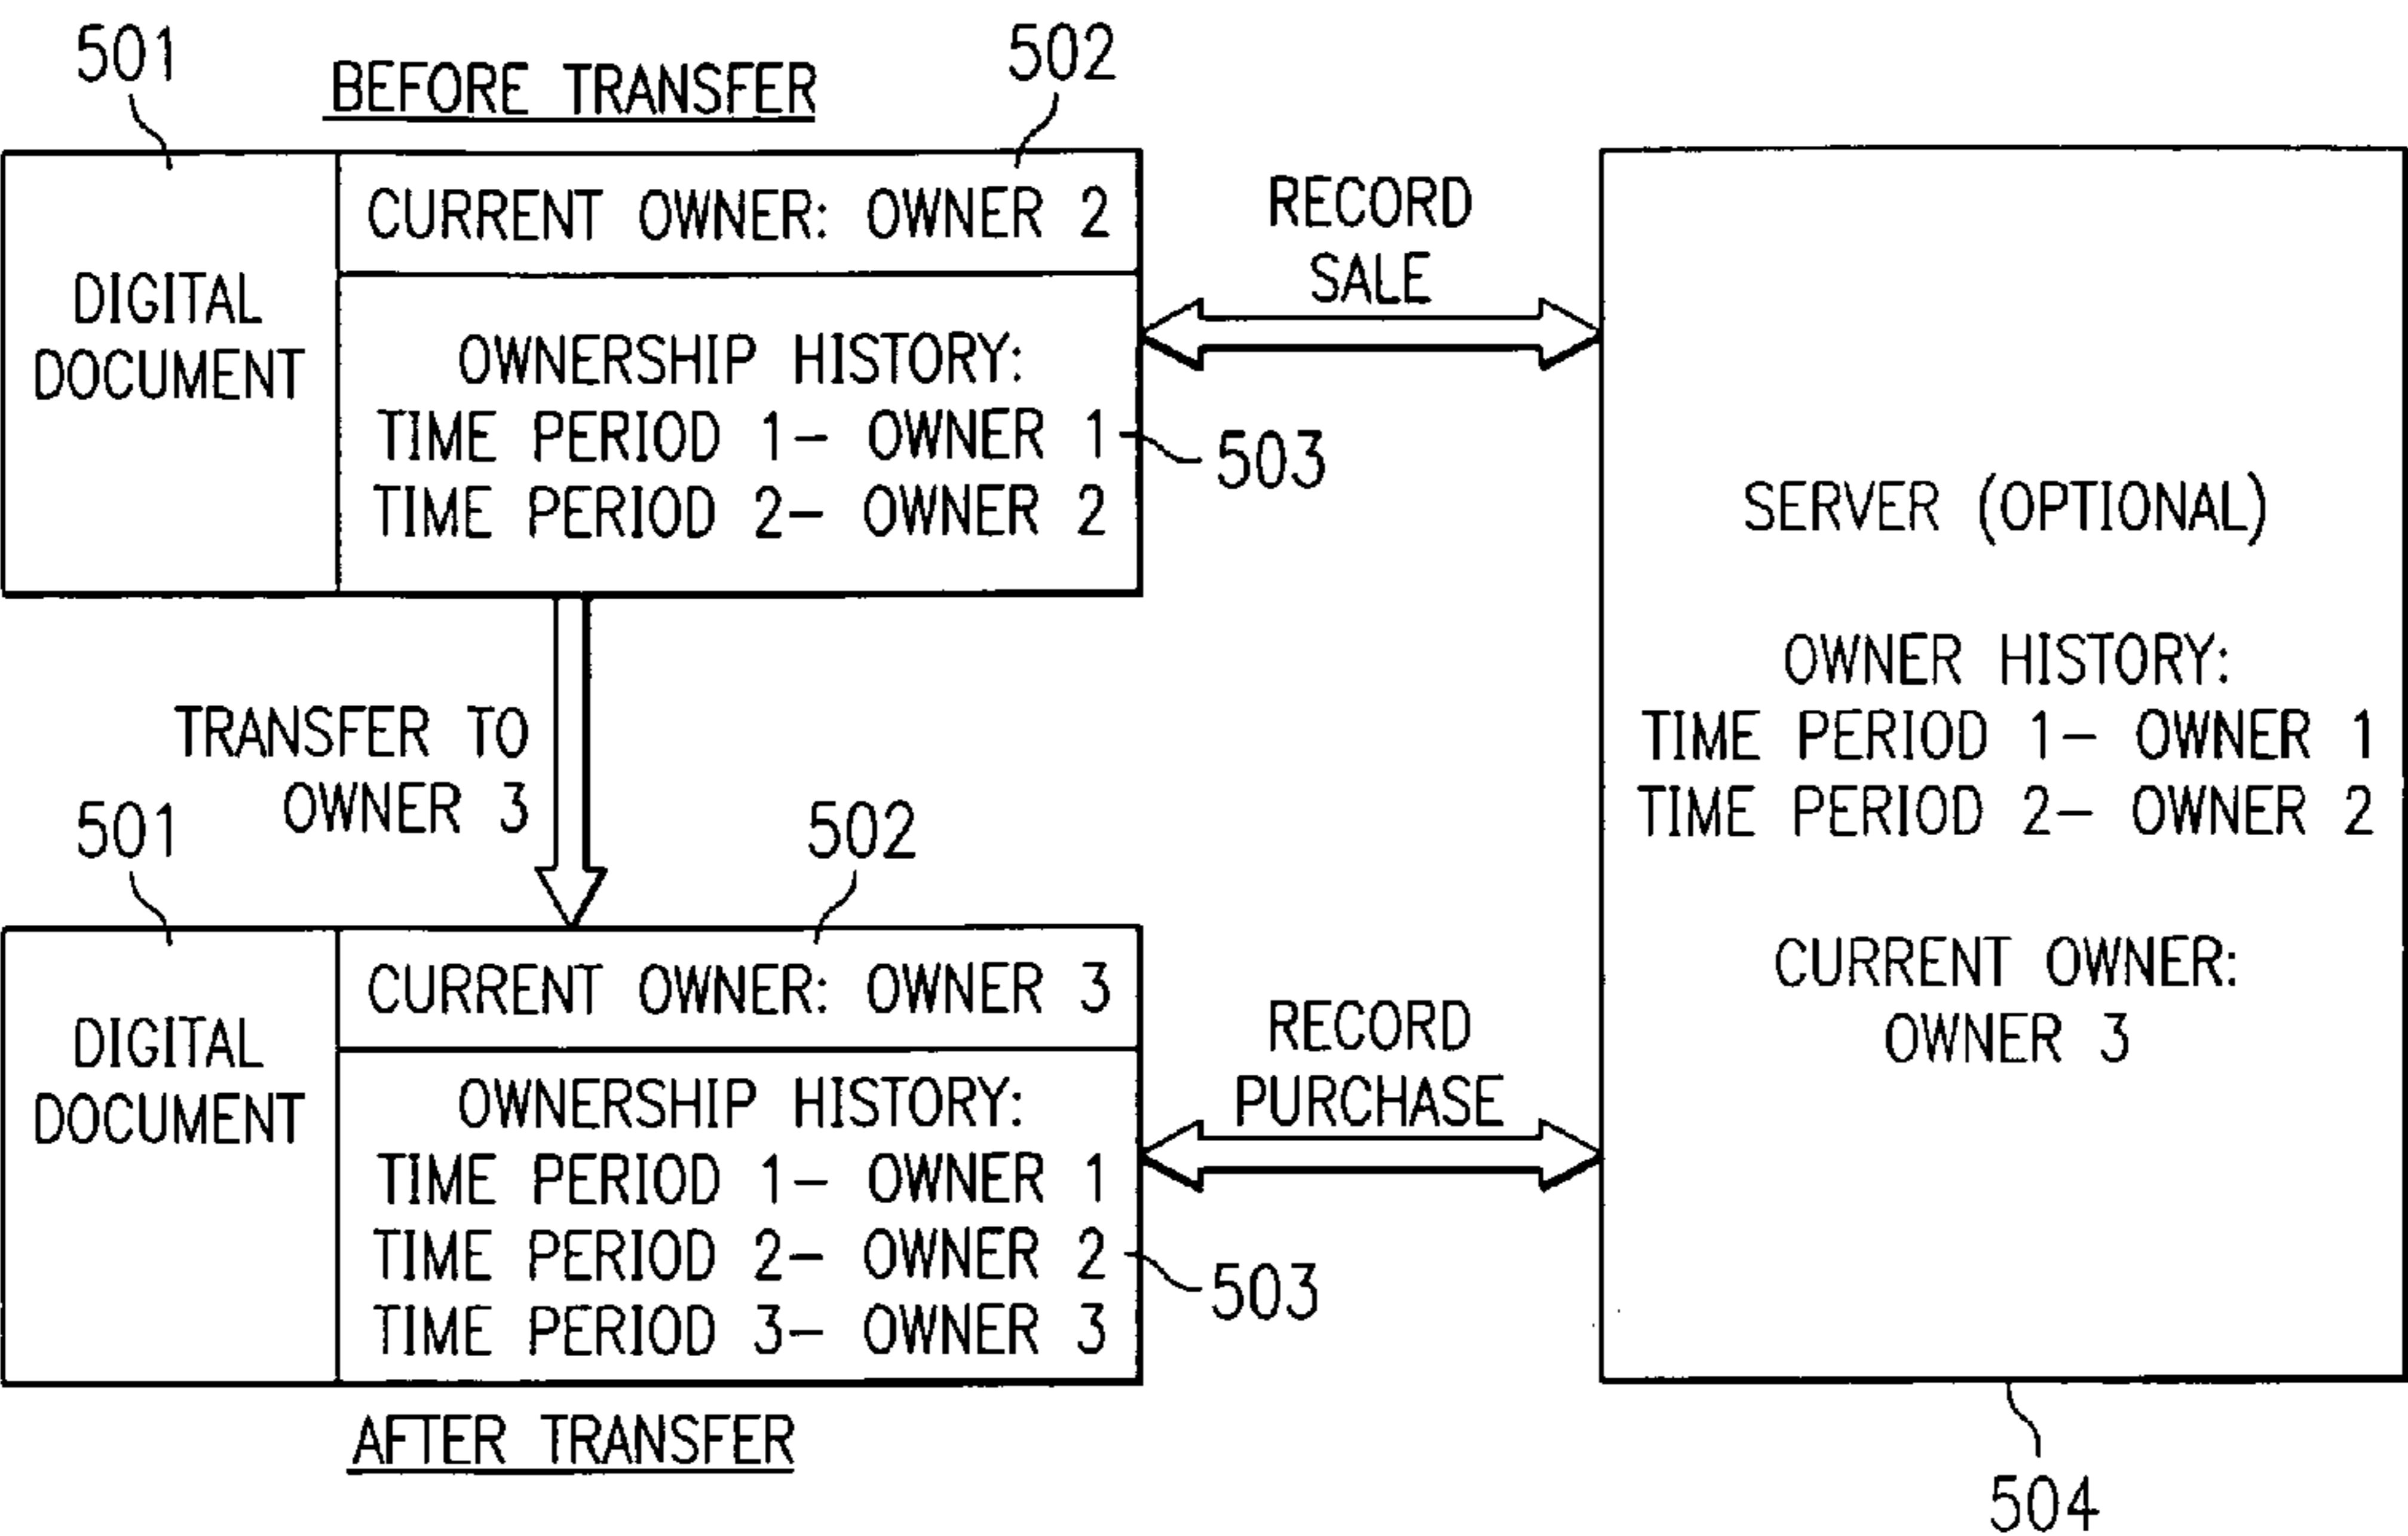 501
BEFORE TRANSFER
502
DIGITAL
DOCUMENT
CURRENT OWNER: OWNER 2
OWNERSHIP HISTORY:
TIME PERIOD 1– OWNER 1
TIME PERIOD 2– OWNER 2
503
RECORD
SALE
TRANSFER TO
OWNER 3
501
502
DIGITAL
DOCUMENT
CURRENT OWNER: OWNER 3
OWNERSHIP HISTORY:
TIME PERIOD 1– OWNER 1
TIME PERIOD 2– OWNER 2
TIME PERIOD 3– OWNER 3
503
RECORD
PURCHASE
AFTER TRANSFER
SERVER (OPTIONAL)
OWNER HISTORY:
TIME PERIOD 1– OWNER 1
TIME PERIOD 2– OWNER 2
CURRENT OWNER:
OWNER 3
504